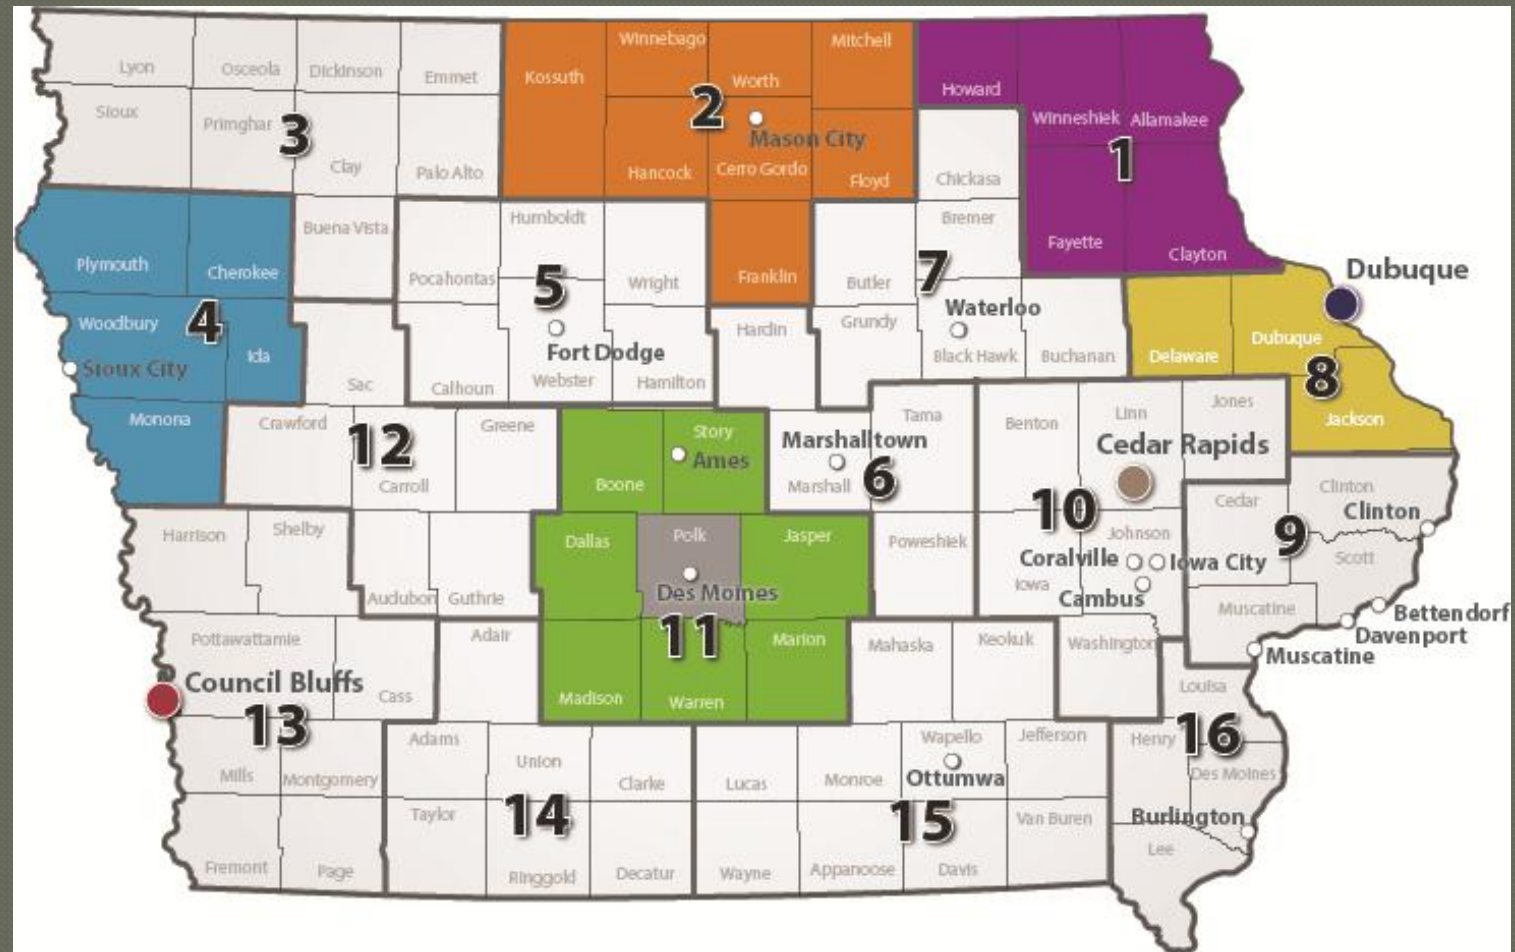 Lyon
Osceola
Dickinson
Emmet
Kossuth
Winnebago
Worth
Mitchell
Howard
Winneshiek
Allamakee
Sioux
Primghar
3
Clay
Palo Alto
2
Mason City
Hancock
Cerro Gordo
Floyd
Chickasa
1
Fayette
Clayton
Plymouth
Cherokee
Buena Vista
Humboldt
Pocahontas
5
Wright
Franklin
Butler
Bremer
7
Dubuque
Woodbury
4
Ida
Sioux City
Monona
Sac
Calhoun
Fort Dodge
Webster
Hamilton
Hardin
Grundy
Waterloo
Black Hawk
Buchanan
Delaware
Dubuque
8
Jackson
Crawford
12
Carroll
Greene
Story
Ames
Boone
Marshalltown
Marshall
6
Tama
Benton
Linn
Jones
Cedar Rapids
10
Cedar
Clinton
Clinton
9
Scott
Harrison
Shelby
Audubon
Guthrie
Dallas
Polk
Des Moines
Jasper
11
Poweshiek
Johnson
Coralville
Iowa City
Iowa
Cambus
Muscatine
Bettendorf
Davenport
Muscatine
Pottawattamie
Council Bluffs
13
Cass
Adair
Madison
Warren
Marion
Mahaska
Keokuk
Washington
Louisa
16
Henry
Des Moines
Burlington
Lee
Mills
Montgomery
Fremont
Page
Adams
Union
Clarke
Taylor
14
Ringgold
Decatur
Lucas
Monroe
Wapello
Ottumwa
Jefferson
15
Van Buren
Wayne
Appanoose
Davis